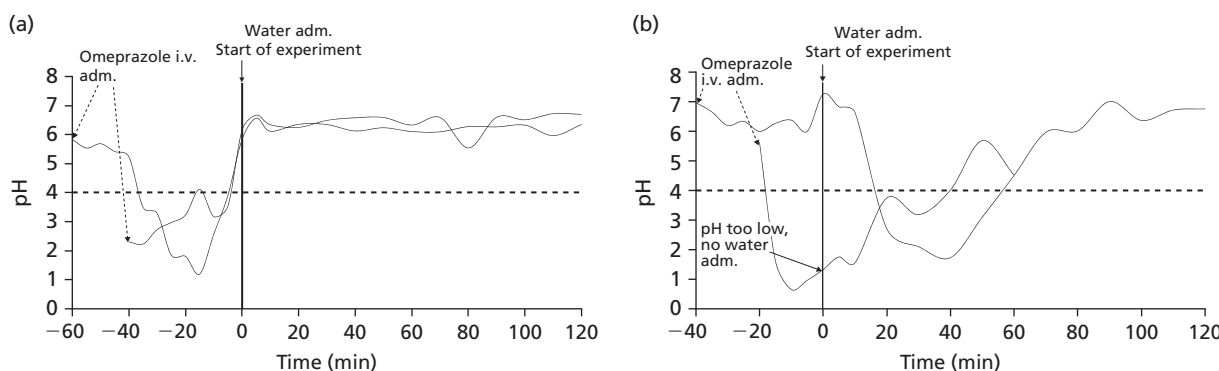 (a)
Water adm.
Start of experiment
Omeprazole i.v.
adm.
8
7
6
5
4
3
2
1
0
pH
−60
−40
−20
0
20
40
60
80
100
120
Time (min)
(b)
Water adm.
Start of experiment
Omeprazole
i.v. adm.
8
7
6
5
4
3
2
1
0
pH
pH too low,
no water
adm.
−40
−20
0
20
40
60
80
100
120
Time (min)